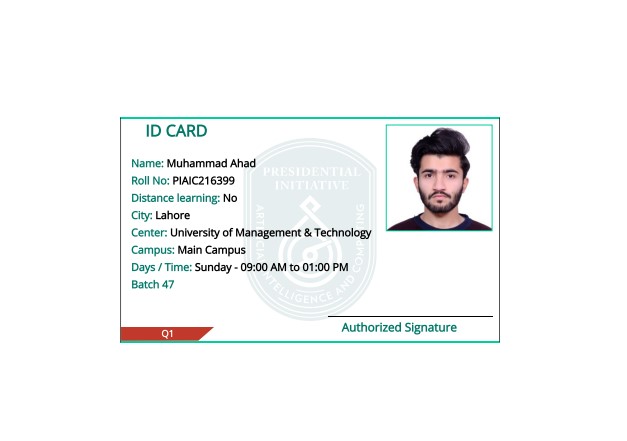 ID CARD
Name: Muhammad Ahad
Roll No: PIAIC216399
Distance learning: No
City: Lahore
Center: University of Management & Technology
Campus: Main Campus
Days / Time: Sunday - 09:00 AM to 01:00 PM
Batch 47
PRESIDENTIAL
INITIATIVE
ARTIFICIAL INTELLIGENCE AND COMPUTING
Q1
Authorized Signature